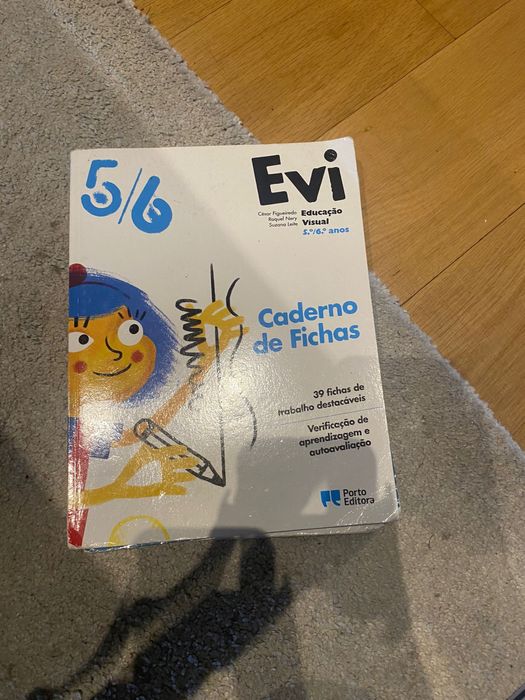 5/6
Evi
César Figueiredo
Raquel Nery
Suzana Leite
Educação
Visual
5.º/6.º anos
Caderno
de Fichas
39 fichas de
trabalho destacáveis
Verificação de
aprendizagem e
autoavaliação
Porto
Editora